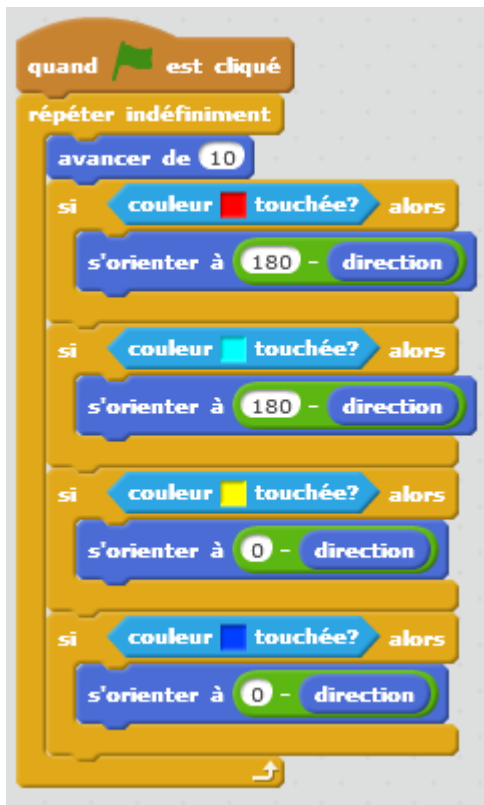 quand est cliqué
répéter indéfiniment
avancer de 10
si couleur touchée? alors
s'orienter à 180 - direction
si couleur touchée? alors
s'orienter à 180 - direction
si couleur touchée? alors
s'orienter à 0 - direction
si couleur touchée? alors
s'orienter à 0 - direction